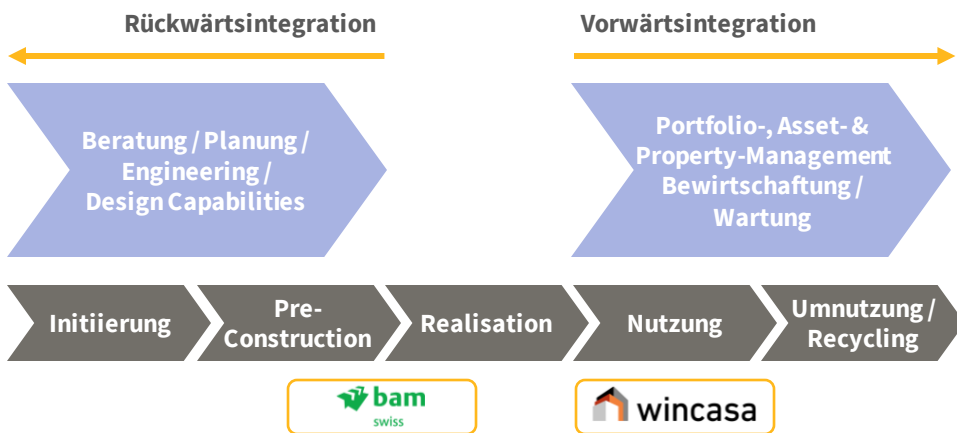 Rückwärtsintegration
Vorwärtsintegration
Beratung / Planung /
Engineering /
Design Capabilities
Portfolio-, Asset- &
Property-Management
Bewirtschaftung /
Wartung
Initiierung
Pre-
Construction
Realisation
Nutzung
Umnutzung /
Recycling
bam
swiss
wincasa